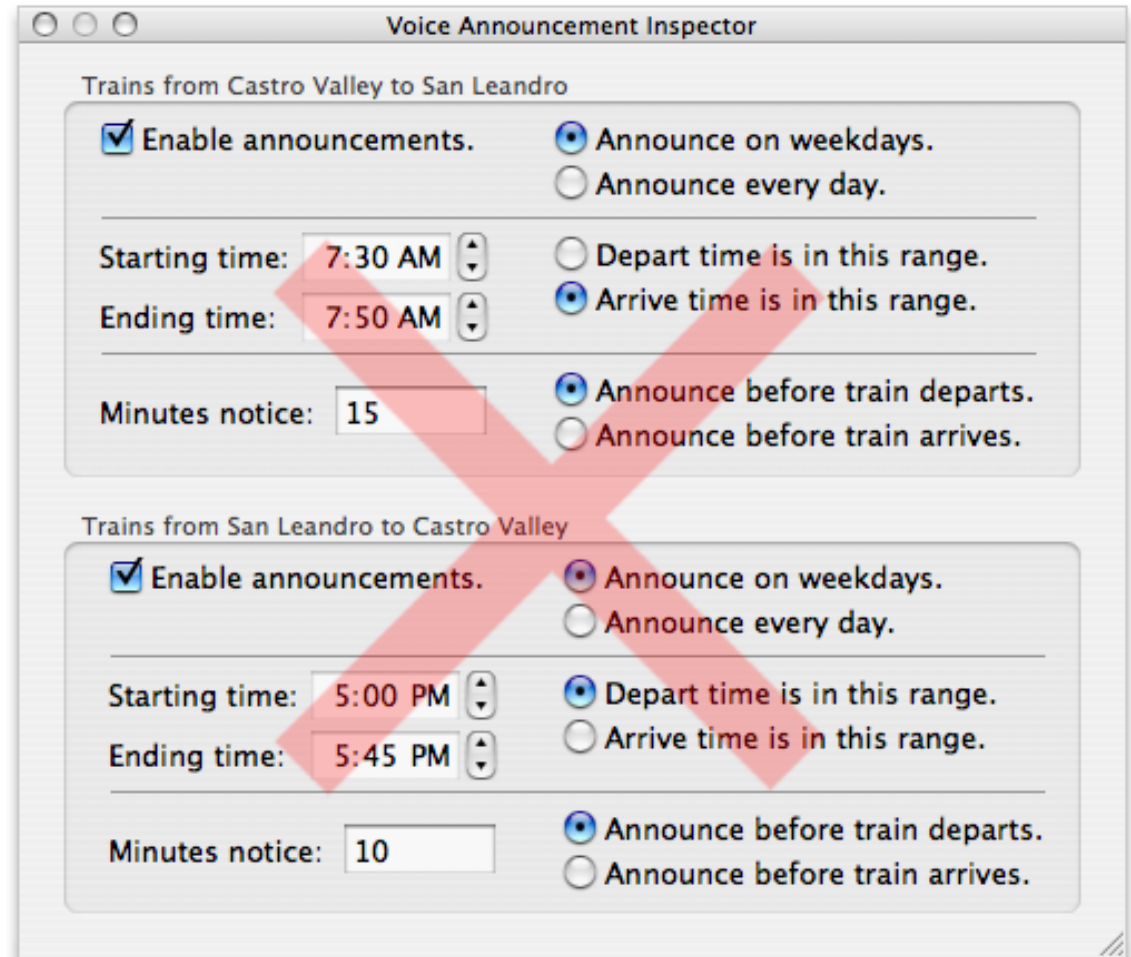 Voice Announcement Inspector
Trains from Castro Valley to San Leandro
Enable announcements.
Announce on weekdays.
Announce every day.
Starting time: 7:30 AM
Depart time is in this range.
Ending time: 7:50 AM
Arrive time is in this range.
Minutes notice: 15
Announce before train departs.
Announce before train arrives.
Trains from San Leandro to Castro Valley
Enable announcements.
Announce on weekdays.
Announce every day.
Starting time: 5:00 PM
Depart time is in this range.
Ending time: 5:45 PM
Arrive time is in this range.
Minutes notice: 10
Announce before train departs.
Announce before train arrives.